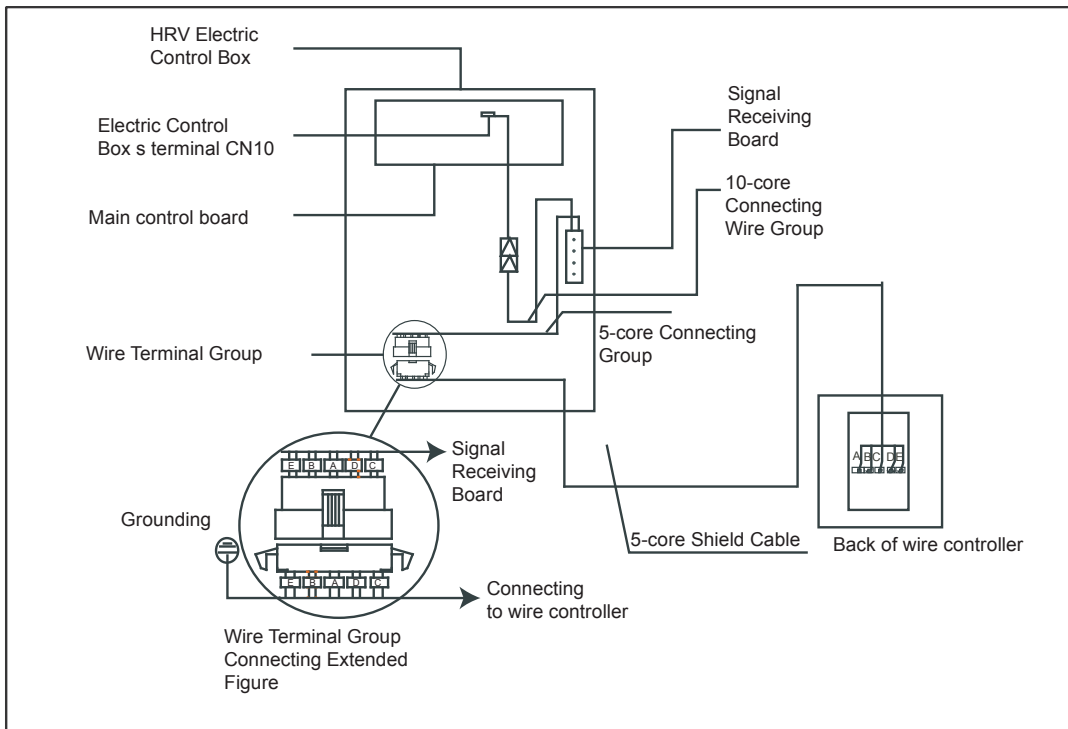 HRV Electric
Control Box
Electric Control
Box s terminal CN10
Main control board
Wire Terminal Group
Signal
Receiving
Board
10-core
Connecting
Wire Group
5-core Connecting
Group
A B C D E
Back of wire controller
5-core Shield Cable
E B A D C
Signal
Receiving
Board
Grounding
E B A D C
Connecting
to wire controller
Wire Terminal Group
Connecting Extended
Figure